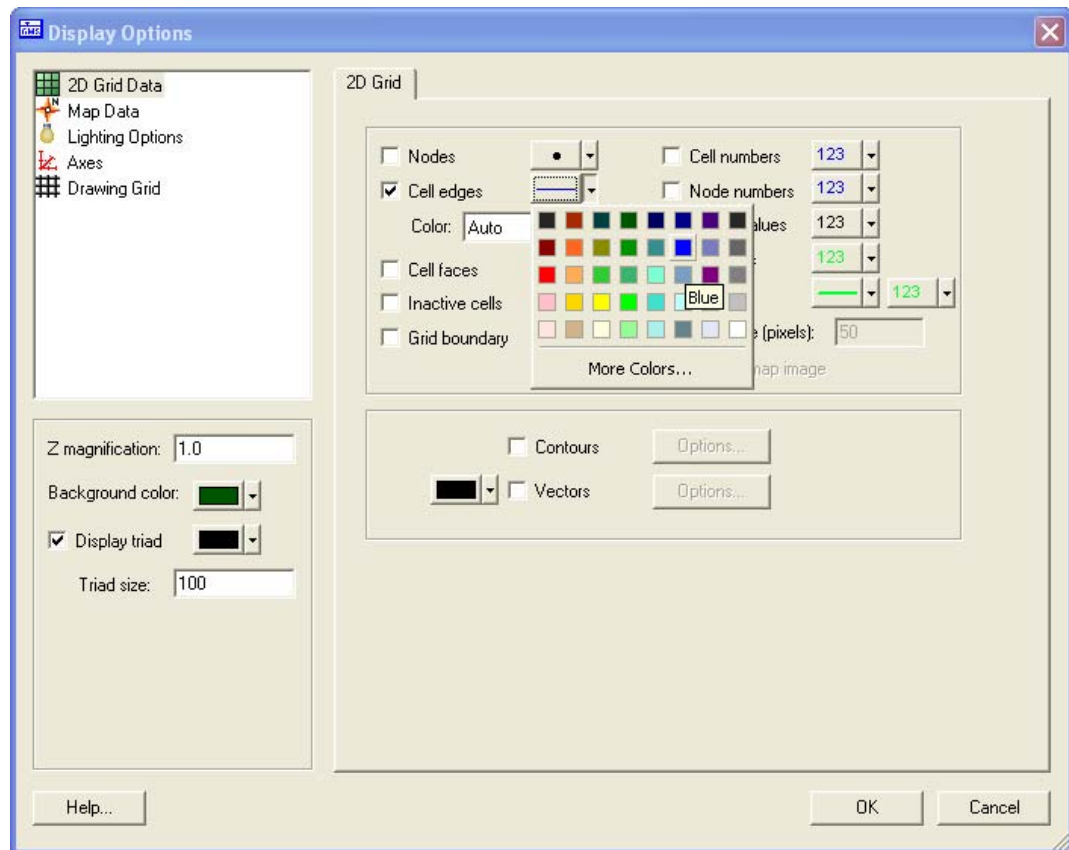 GMS Display Options
2D Grid Data
Map Data
Lighting Options
Axes
Drawing Grid
2D Grid
Nodes
Cell numbers 123
Cell edges
Node numbers 123
Color: Auto
123
Cell faces
123
Inactive cells
Blue
123
Grid boundary
(pixels): 50
More Colors...
map image
Z magnification: 1.0
Contours Options...
Background color:
Vectors Options...
Display triad
Triad size: 100
Help... OK Cancel